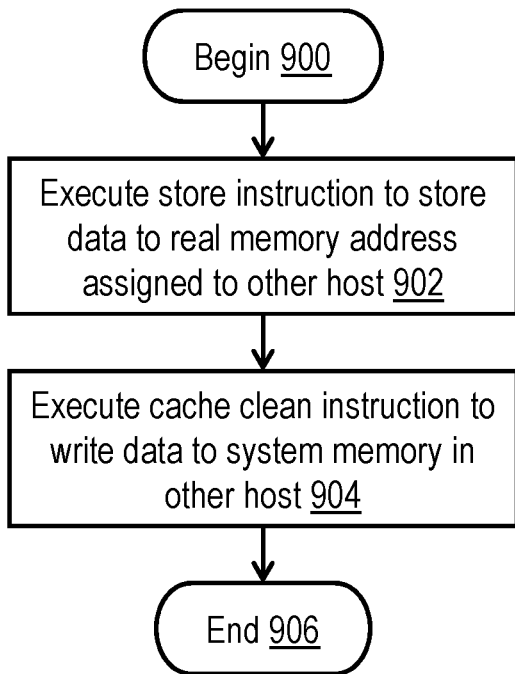 Begin 900
Execute store instruction to store
data to real memory address
assigned to other host 902
Execute cache clean instruction to
write data to system memory in
other host 904
End 906